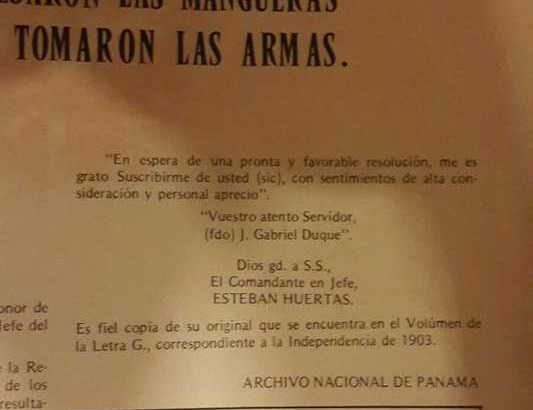 LAS MANGUERAS
TOMARON LAS ARMAS.
onor de
Jefe del
la Re-
de los
resulta-
"En espera de una pronta y favorable resolución, me es
grato Suscribirme de usted (sic), con sentimientos de alta con-
sideración y personal aprecio".
"Vuestro atento Servidor,
(fdo) J. Gabriel Duque".
Dios gd. a S.S.,
El Comandante en Jefe,
ESTEBAN HUERTAS.
Es fiel copia de su original que se encuentra en el Volúmen de
la Letra G., correspondiente a la Independencia de 1903.
ARCHIVO NACIONAL DE PANAMA